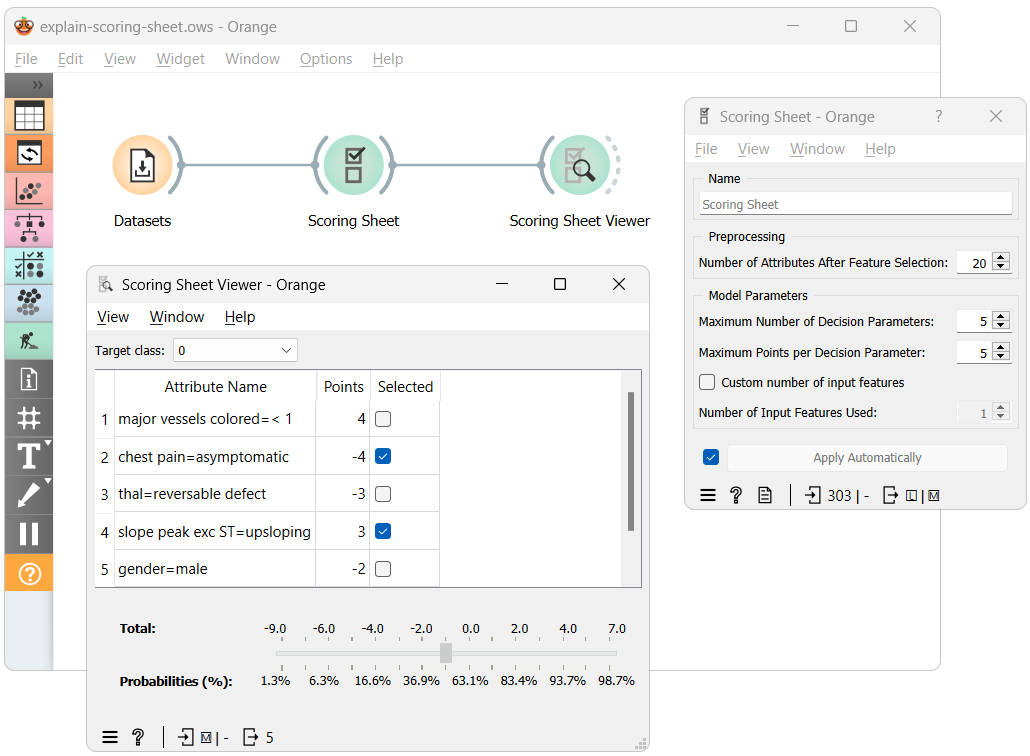 explain-scoring-sheet.ows - Orange
File Edit View Widget Window Options Help
Datasets
Scoring Sheet
Scoring Sheet Viewer
Scoring Sheet Viewer - Orange
View Window Help
Target class: 0
Attribute Name Points Selected
1 major vessels colored=< 1 4
2 chest pain=asymptomatic -4
3 thal=reversable defect -3
4 slope peak exc ST=upsloping 3
5 gender=male -2
Total: -9.0 -6.0 -4.0 -2.0 0.0 2.0 4.0 7.0
Probabilities (%): 1.3% 6.3% 16.6% 36.9% 63.1% 83.4% 93.7% 98.7%
? M | - 5
Scoring Sheet - Orange ?
File View Window Help
Name
Scoring Sheet
Preprocessing
Number of Attributes After Feature Selection: 20
Model Parameters
Maximum Number of Decision Parameters: 5
Maximum Points per Decision Parameter: 5
Custom number of input features
Number of Input Features Used: 1
Apply Automatically
? 303 | - L | M